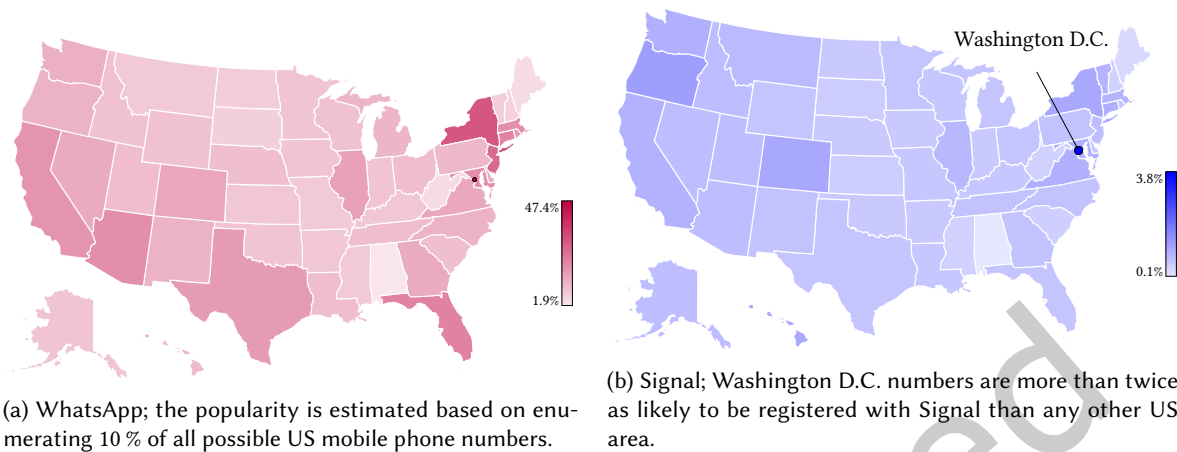 47.4%
1.9%
(a) WhatsApp; the popularity is estimated based on enu-
merating 10 % of all possible US mobile phone numbers.
Washington D.C.
3.8%
0.1%
(b) Signal; Washington D.C. numbers are more than twice
as likely to be registered with Signal than any other US
area.
ed